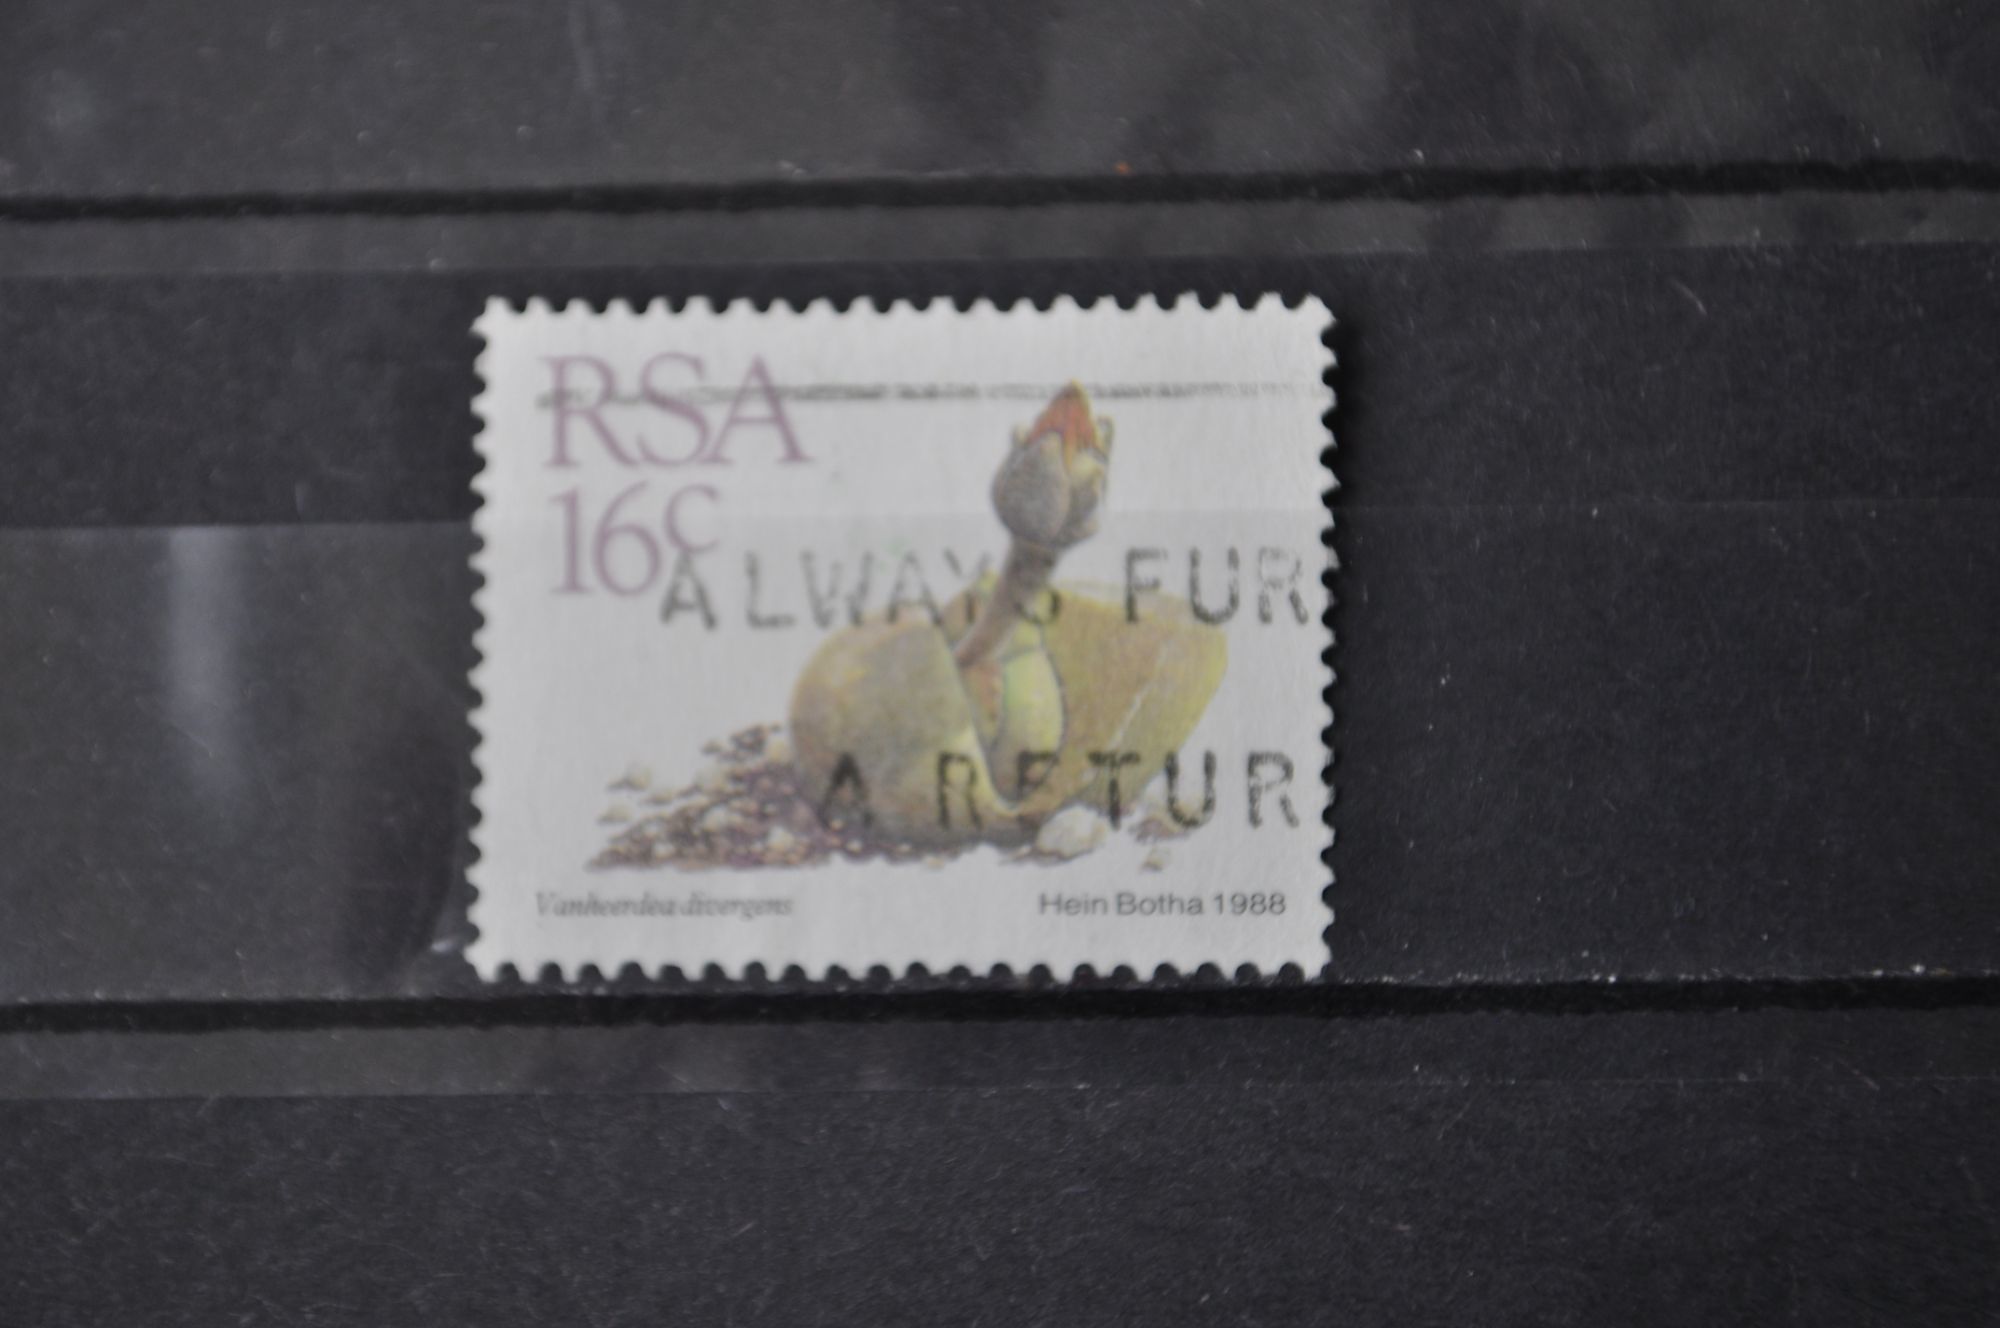 RSA
16c
ALWAYS FUR
A RETUR
Vanheerdea divergens
Hein Botha 1988